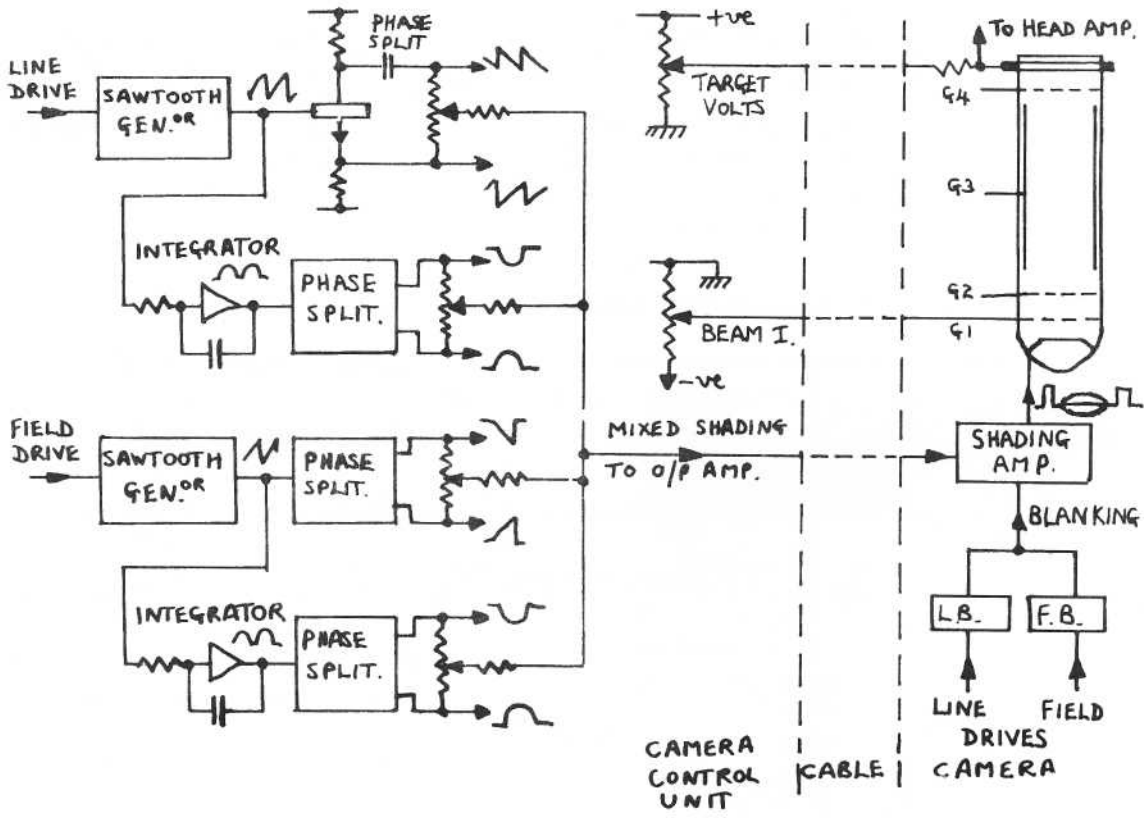 LINE
DRIVE
SAWTOOTH
GEN.OR
PHASE
SPLIT
INTEGRATOR
PHASE
SPLIT.
FIELD
DRIVE
SAWTOOTH
GEN.OR
PHASE
SPLIT.
INTEGRATOR
PHASE
SPLIT.
+ve
TARGET
VOLTS
BEAM I.
-ve
MIXED SHADING
TO O/P AMP.
TO HEAD AMP.
G4
G3
G2
G1
SHADING
AMP.
BLANKING
L.B.
F.B.
LINE
FIELD
DRIVES
CAMERA
CONTROL
UNIT
CABLE
CAMERA